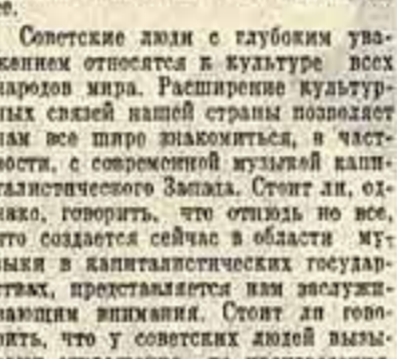 Советские люди с глубоким ува-
жением относятся к культуре всех
народов мира. Расширение культур-
ных связей нашей страны позволяет
нам все шире знакомиться, в част-
ности, с современной музыкой капи-
талистического Запада. Стоит ли, од-
нако, говорить, что отнюдь не все,
что создается сейчас в области му-
зыки в капиталистических государ-
ствах, представляется нам заслужи-
вающим внимания. Стоит ли гово-
рить, что у советских людей вызы-